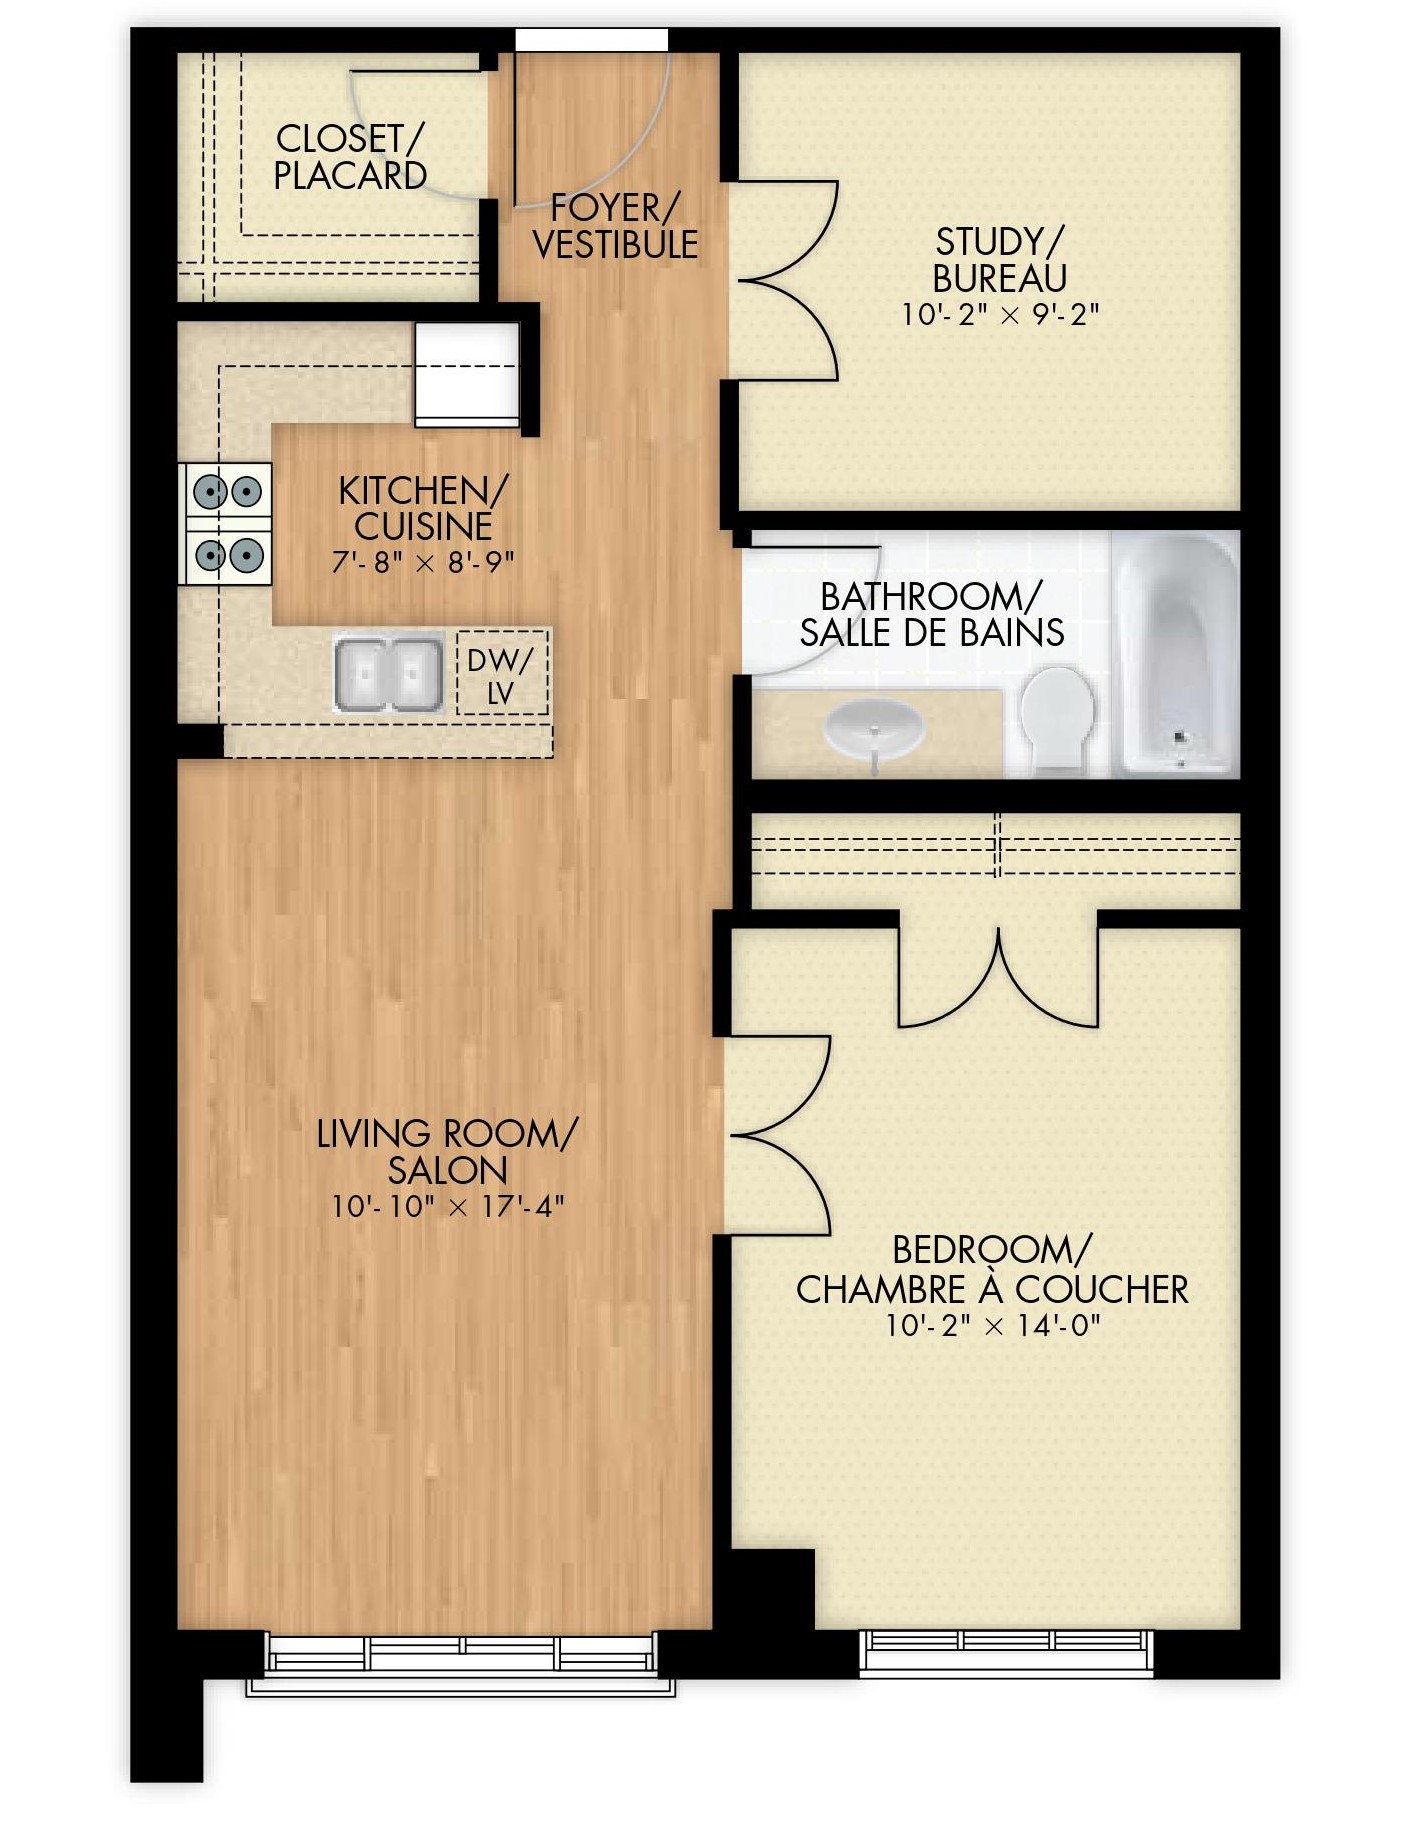 CLOSET/
PLACARD
FOYER/
VESTIBULE
STUDY/
BUREAU
10'-2" × 9'-2"
KITCHEN/
CUISINE
7'-8" × 8'-9"
BATHROOM/
SALLE DE BAINS
DW/
LV
LIVING ROOM/
SALON
10'-10" × 17'-4"
BEDROOM/
CHAMBRE À COUCHER
10'-2" × 14'-0"